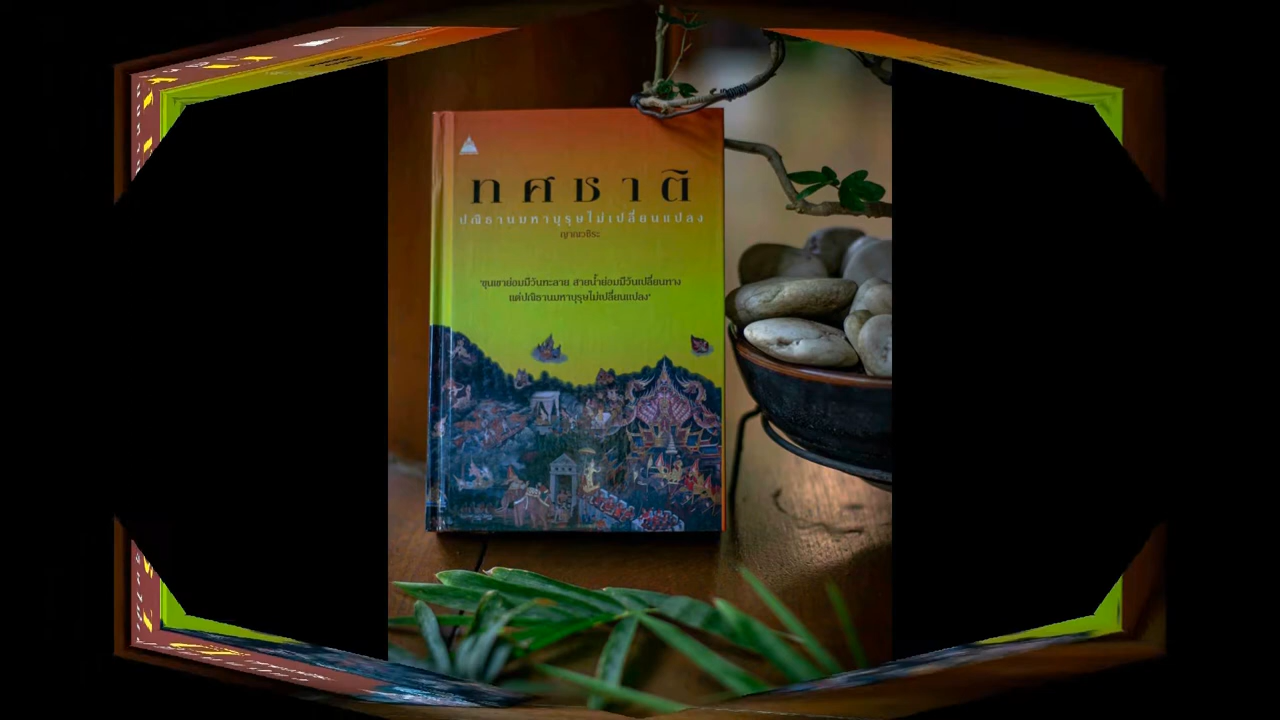 ทศชาติ
ปณิธานมหาบุรุษไม่เปลี่ยนแปลง
ญาณวชิระ
"ขุนเขาย่อมมีวันทะลาย สายน้ำย่อมมีวันเปลี่ยนทาง
แต่ปณิธานมหาบุรุษไม่เปลี่ยนแปลง"